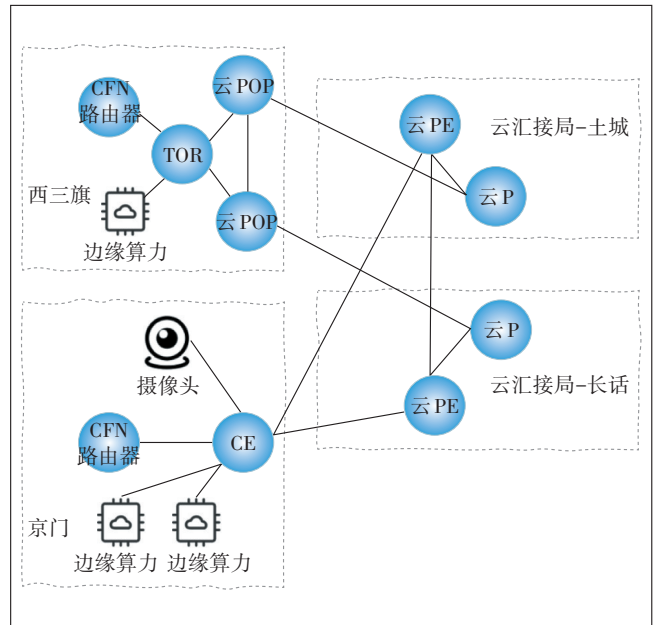 CFN
路由器
云POP
TOR
西三旗
云POP
边缘算力
云PE
云汇接局-土城
云P
云P
云汇接局-长话
云PE
摄像头
CFN
路由器
CE
京门
边缘算力
边缘算力